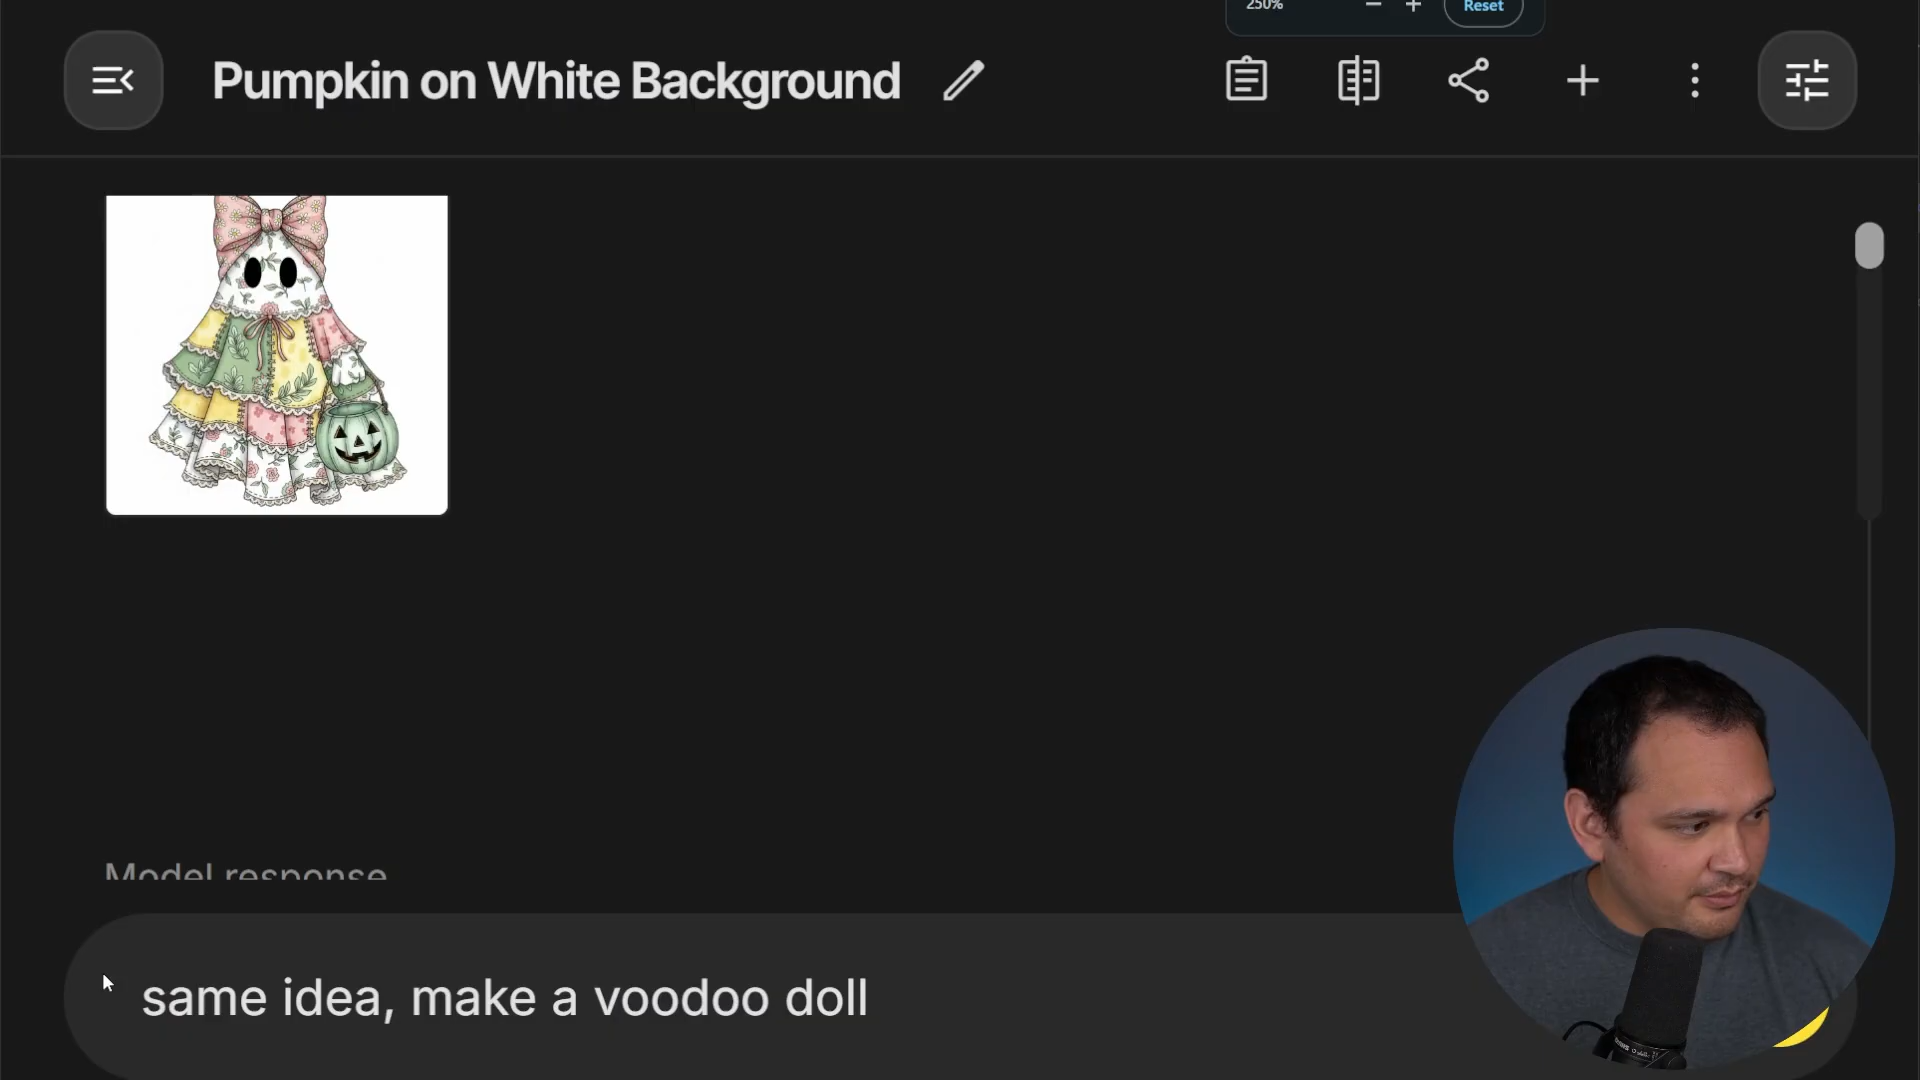 250%
Reset
Pumpkin on White Background
Model response
same idea, make a voodoo doll